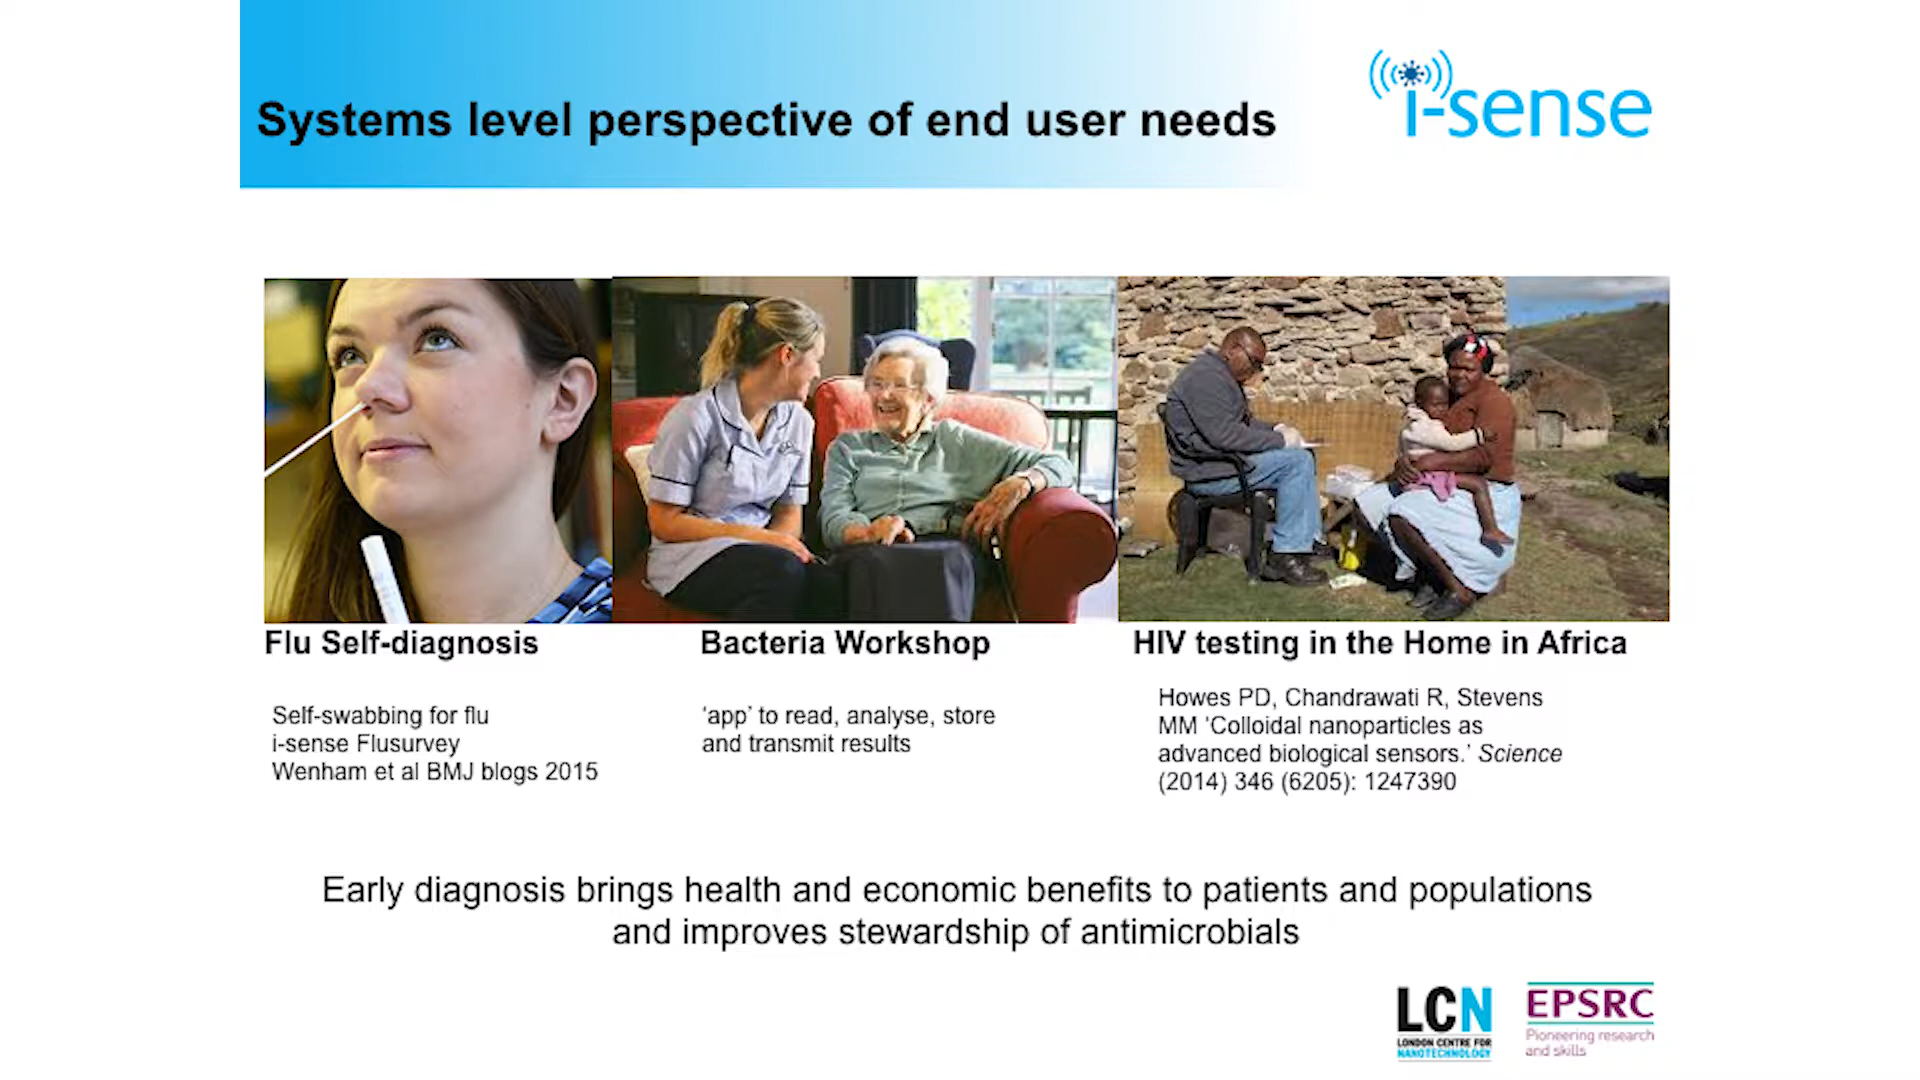 Systems level perspective of end user needs
i-sense
Flu Self-diagnosis
Self-swabbing for flu
i-sense Flusurvey
Wenham et al BMJ blogs 2015
Bacteria Workshop
‘app’ to read, analyse, store
and transmit results
HIV testing in the Home in Africa
Howes PD, Chandrawati R, Stevens
MM ‘Colloidal nanoparticles as
advanced biological sensors.’ Science
(2014) 346 (6205): 1247390
Early diagnosis brings health and economic benefits to patients and populations
and improves stewardship of antimicrobials
LCN
LONDON CENTRE FOR
NANOTECHNOLOGY
EPSRC
Pioneering research
and skills